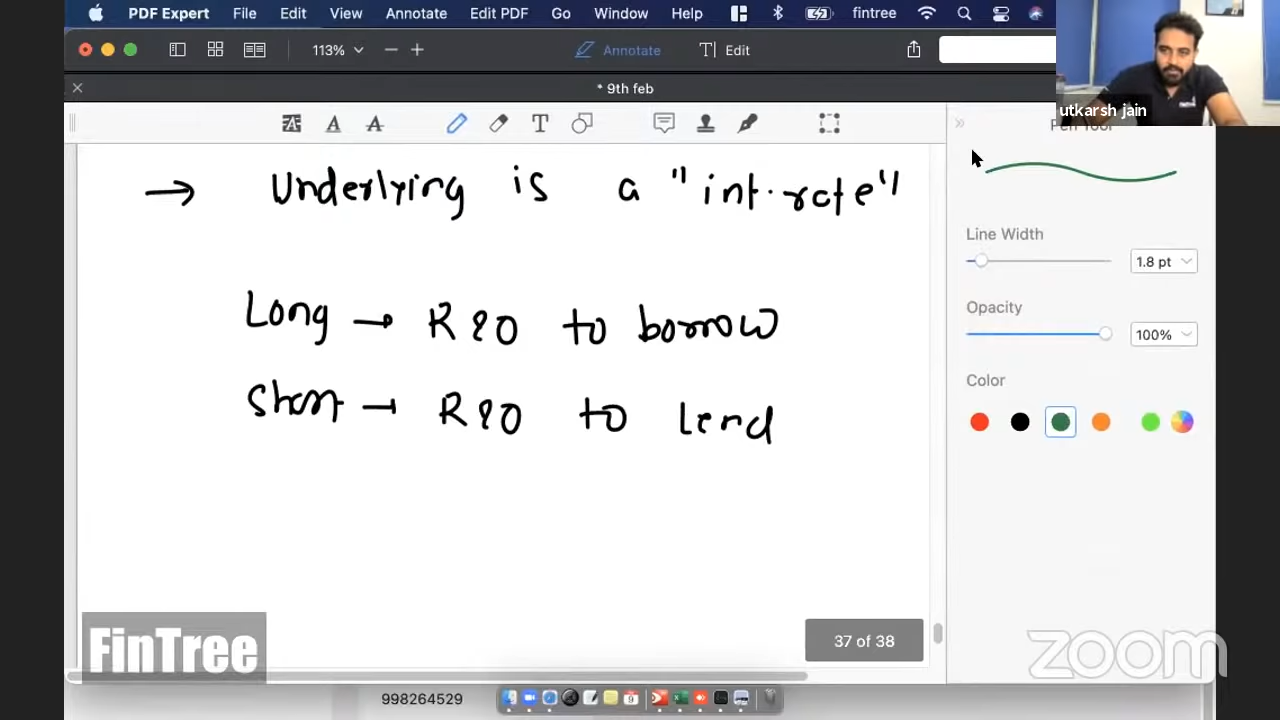 PDF Expert File Edit View Annotate Edit PDF Go Window Help fintree
113% Annotate T Edit
* 9th feb
utkarsh jain
Pen Tool
→ Underlying is a "int. rate"
Long → R&O to borrow
Short → R&O to lend
Line Width
1.8 pt
Opacity
100%
Color
37 of 38
FinTree
zoom
998264529